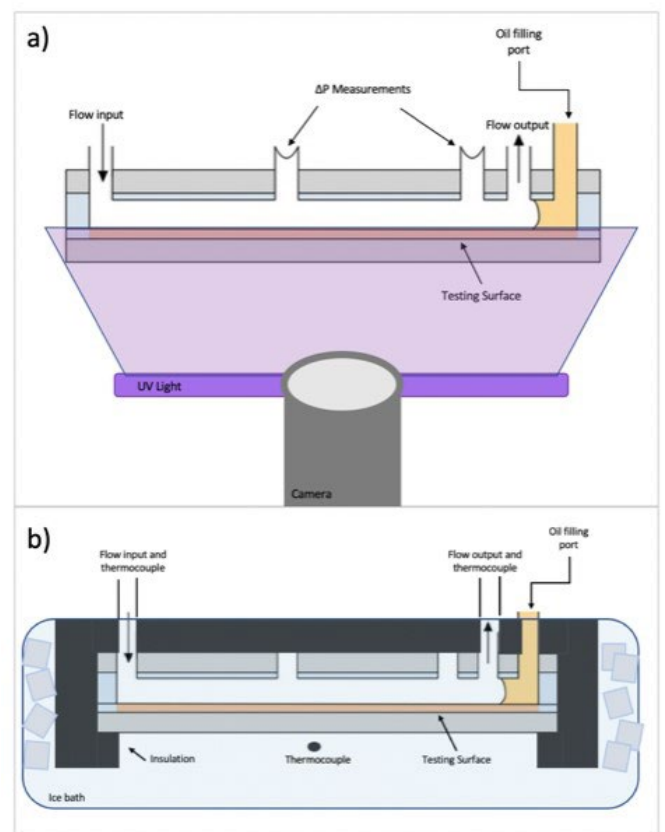 a)
Oil filling
port
ΔP Measurements
Flow input
Flow output
Testing Surface
UV Light
Camera
b)
Flow input and
thermocouple
Flow output and
thermocouple
Oil filling
port
Insulation
Thermocouple
Testing Surface
Ice bath